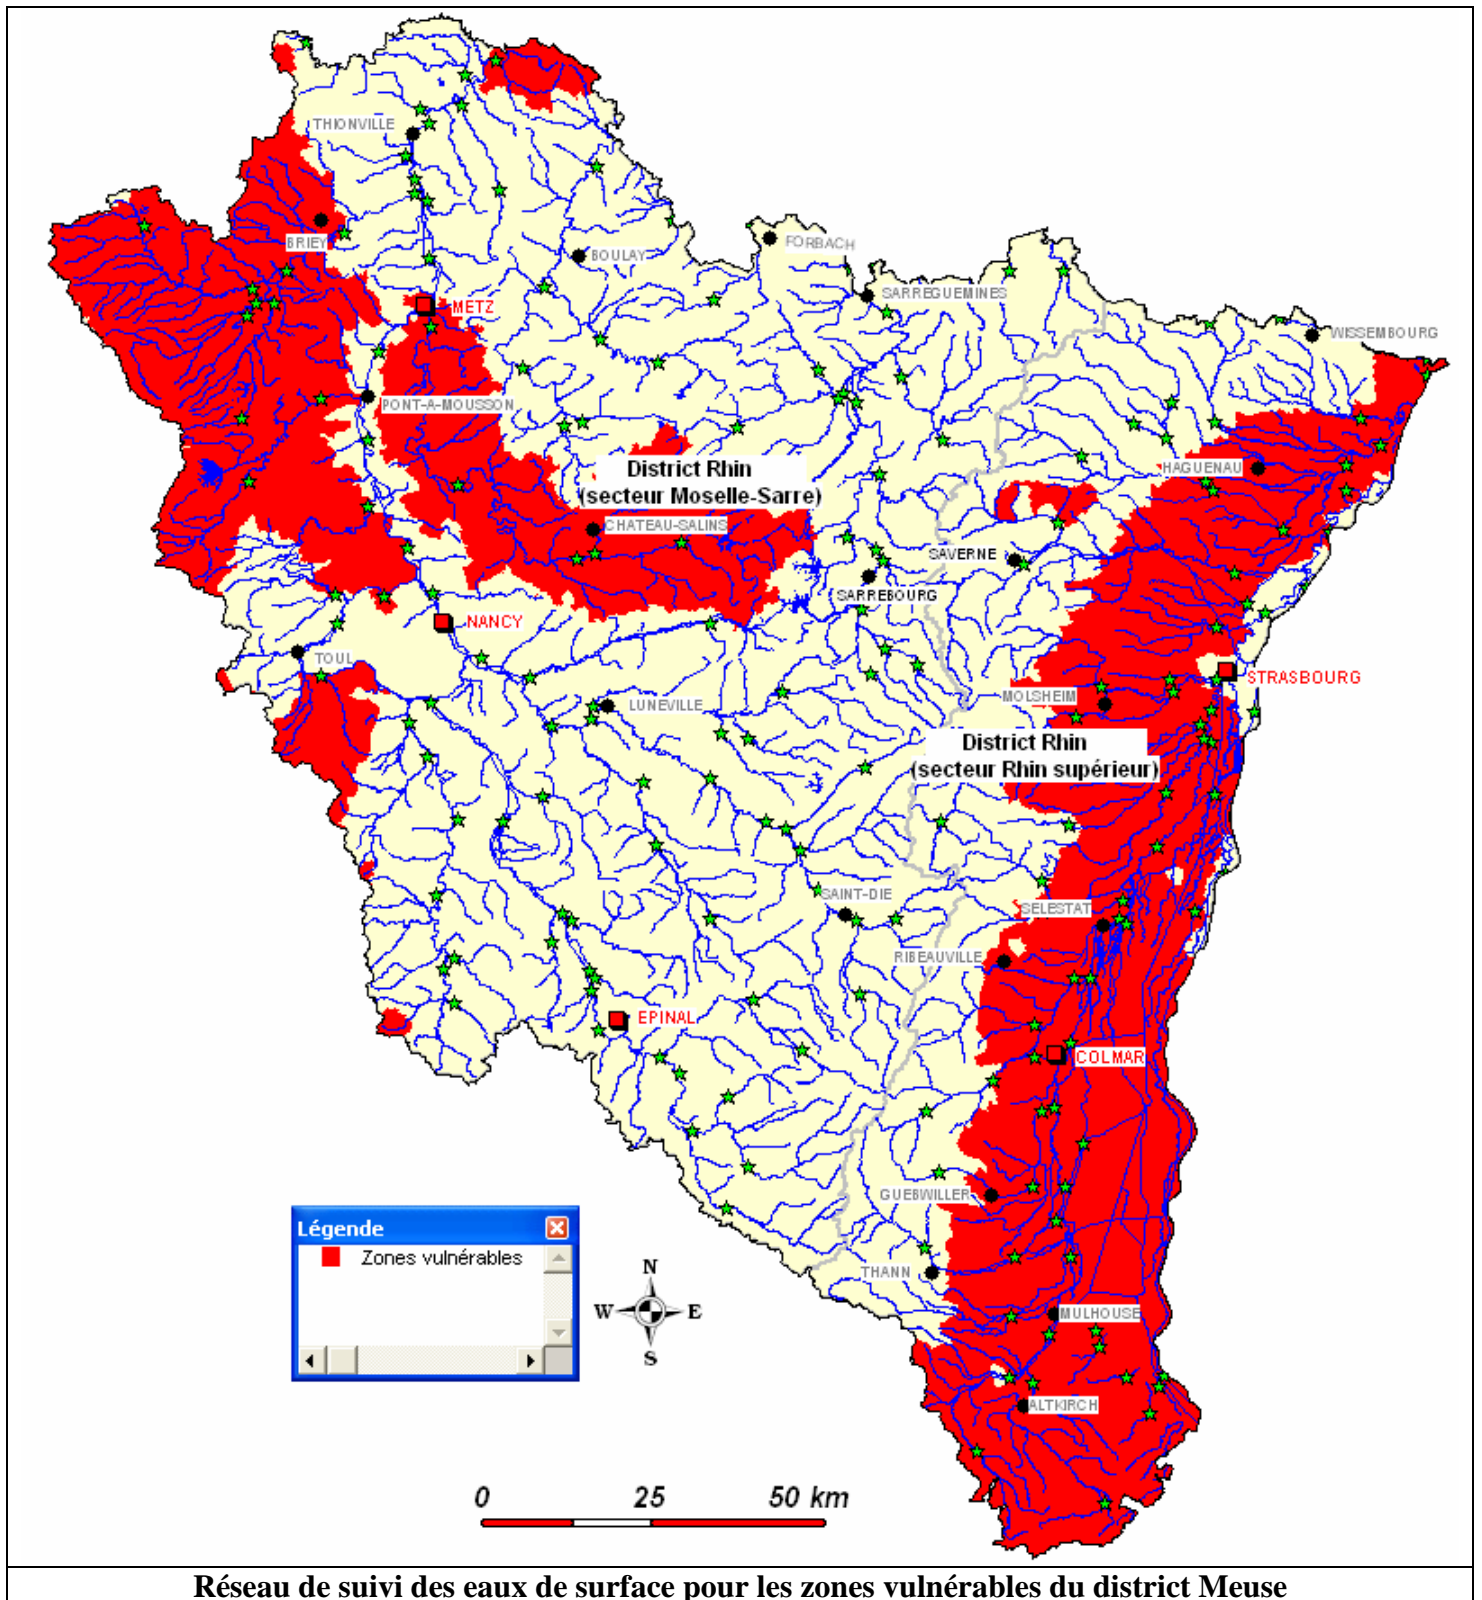 THIONVILLE
BRIEY
BOULAY
FORBACH
SARREGUEMINES
METZ
WISSEMBOURG
PONT-A-MOUSSON
District Rhin
(secteur Moselle-Sarre)
HAGUENAU
CHATEAU-SALINS
SAVERNE
SARREBOURG
NANCY
TOUL
STRASBOURG
MOLSHEIM
LUNEVILLE
District Rhin
(secteur Rhin supérieur)
SAINT-DIE
SELESTAT
RIBEAUVILLE
EPINAL
COLMAR
GUEBWILLER
Légende
Zones vulnérables
THANN
N
W
E
S
MULHOUSE
ALTKIRCH
0 25 50 km
Réseau de suivi des eaux de surface pour les zones vulnérables du district Meuse